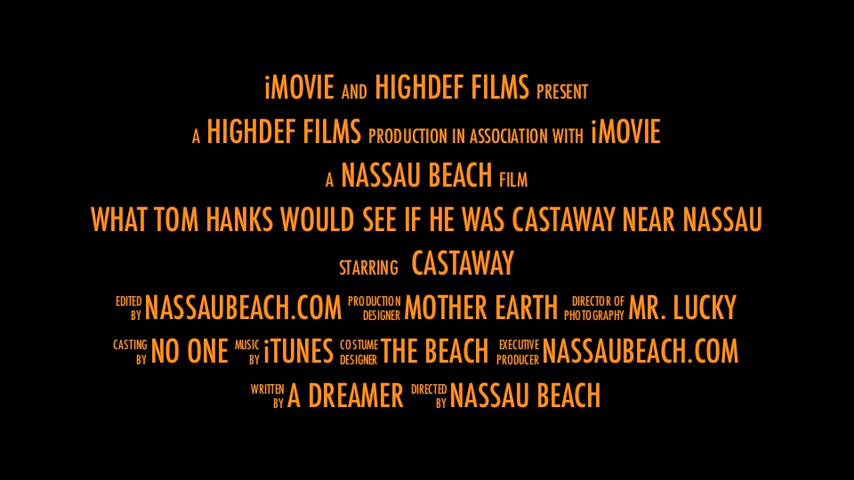 iMOVIE AND HIGHDEF FILMS PRESENT
A HIGHDEF FILMS PRODUCTION IN ASSOCIATION WITH iMOVIE
A NASSAU BEACH FILM
WHAT TOM HANKS WOULD SEE IF HE WAS CASTAWAY NEAR NASSAU
STARRING CASTAWAY
EDITED BY NASSAUBEACH.COM PRODUCTION DESIGNER MOTHER EARTH DIRECTOR OF PHOTOGRAPHY MR. LUCKY
CASTING BY NO ONE MUSIC BY iTUNES COSTUME DESIGNER THE BEACH EXECUTIVE PRODUCER NASSAUBEACH.COM
WRITTEN BY A DREAMER DIRECTED BY NASSAU BEACH